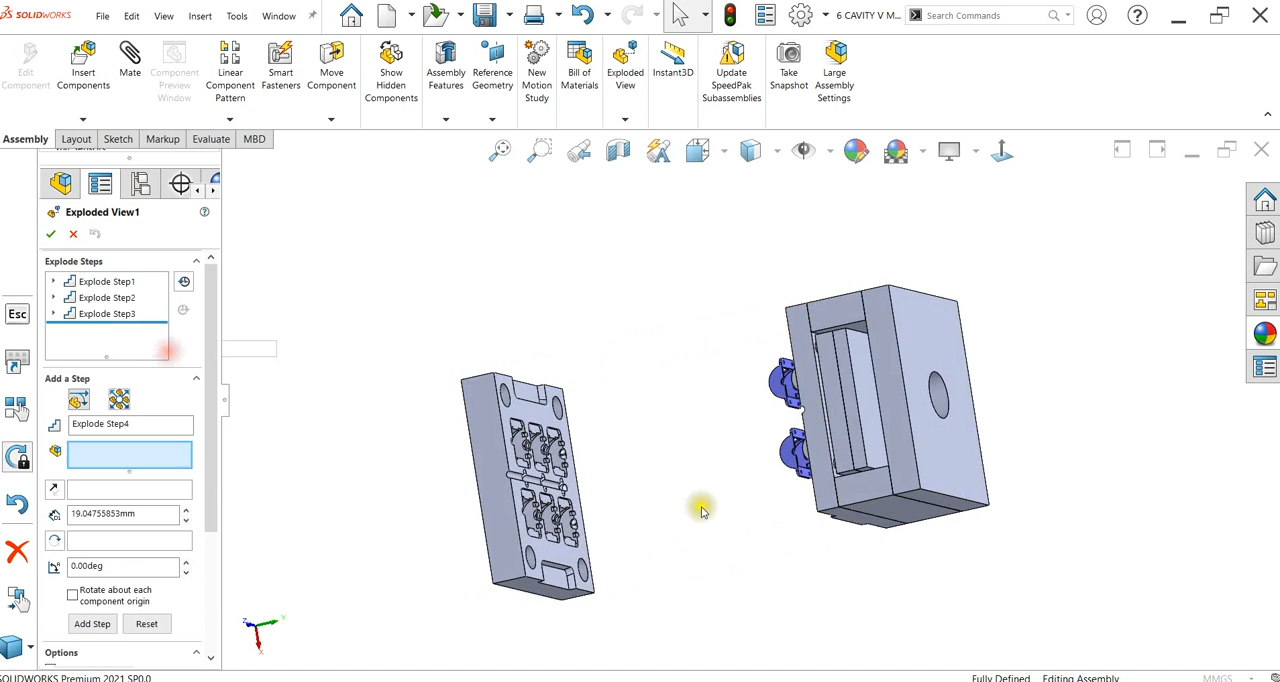 SOLIDWORKS File Edit View Insert Tools Window 6 CAVITY V M... Search Commands
Edit Component
Insert Components
Mate
Component Preview Window
Linear Component Pattern
Smart Fasteners
Move Component
Show Hidden Components
Assembly Features
Reference Geometry
New Motion Study
Bill of Materials
Exploded View
Instant3D
Update SpeedPak Subassemblies
Take Snapshot
Large Assembly Settings
Assembly Layout Sketch Markup Evaluate MBD
Exploded View1
Explode Steps
Explode Step1
Explode Step2
Explode Step3
Esc
Add a Step
Explode Step4
19.04755853mm
0.00deg
Rotate about each
component origin
Add Step Reset
Options
Z Y X
SOLIDWORKS Premium 2021 SP0.0 Fully Defined Editing Assembly MMGS